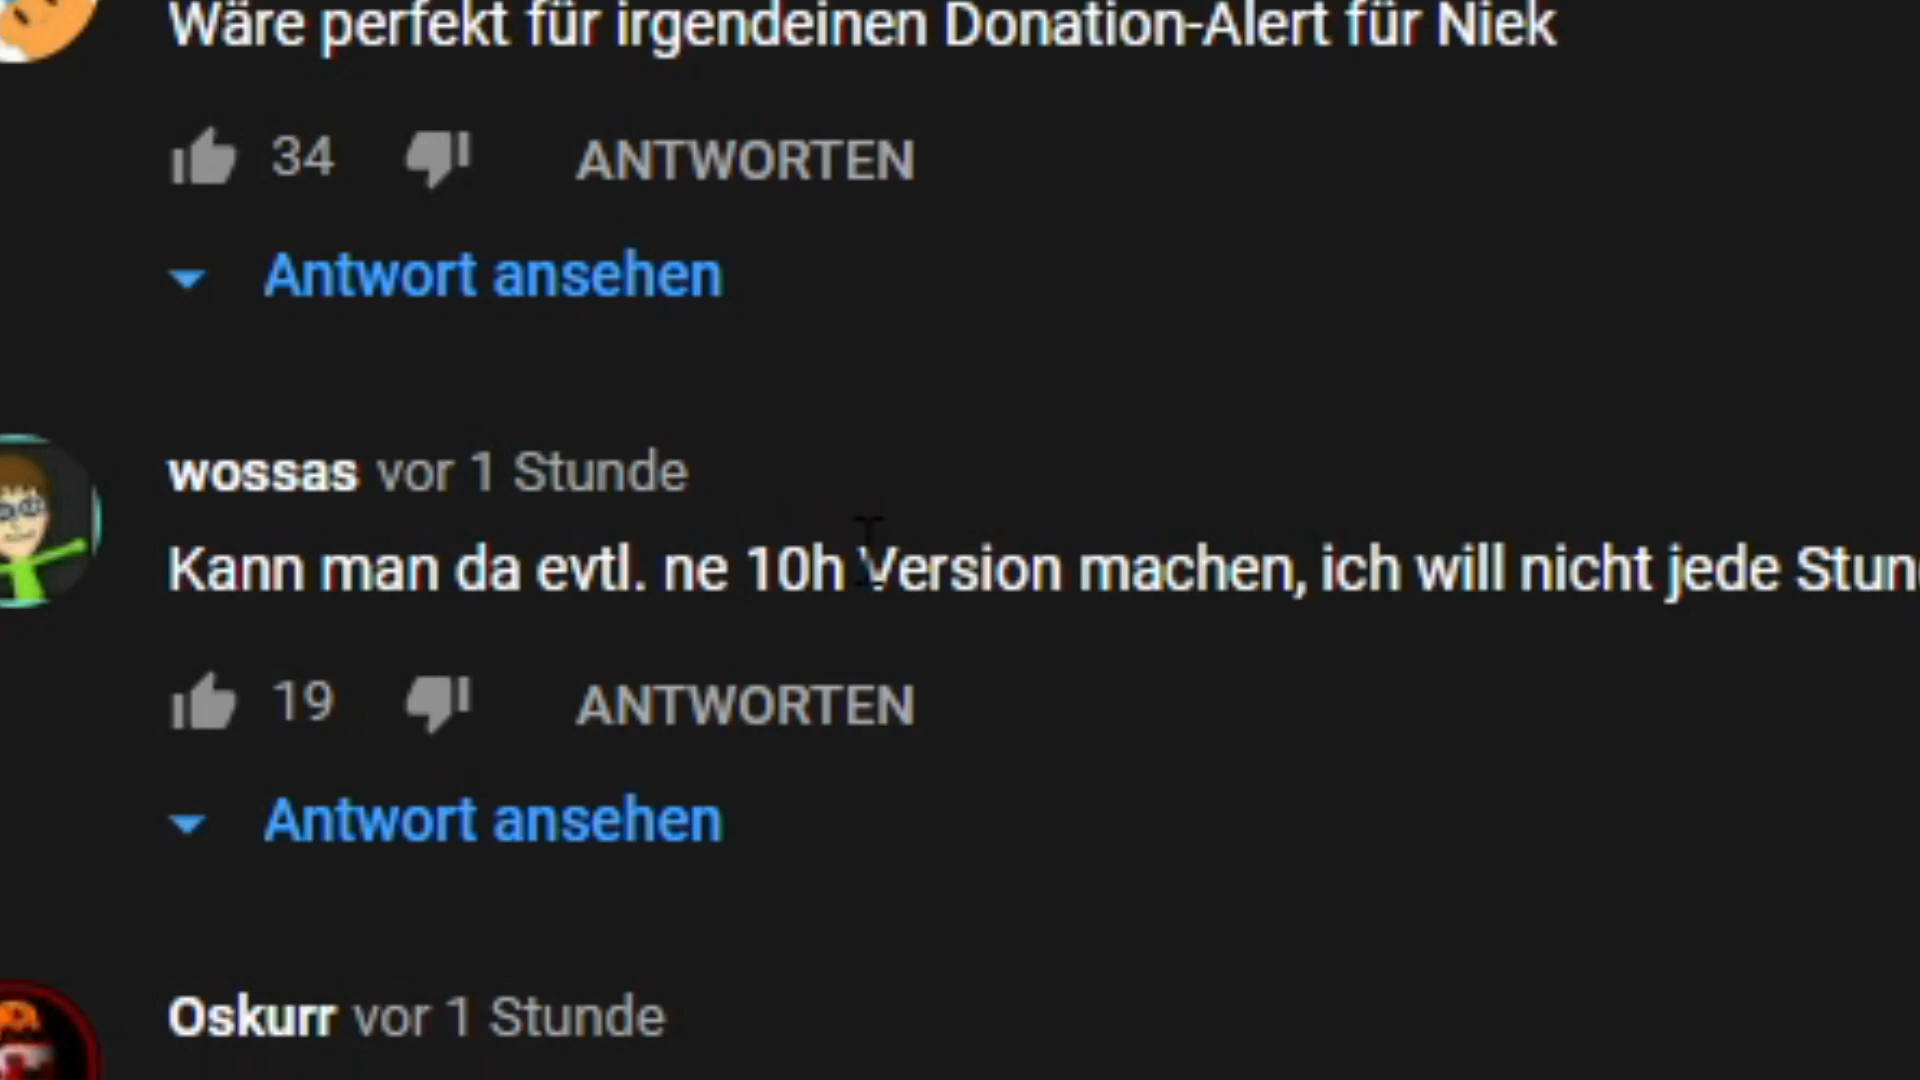 Wäre perfekt für irgendeinen Donation-Alert für Niek
34 ANTWORTEN
Antwort ansehen
wossas vor 1 Stunde
Kann man da evtl. ne 10h Version machen, ich will nicht jede
19 ANTWORTEN
Antwort ansehen
Oskurr vor 1 Stunde